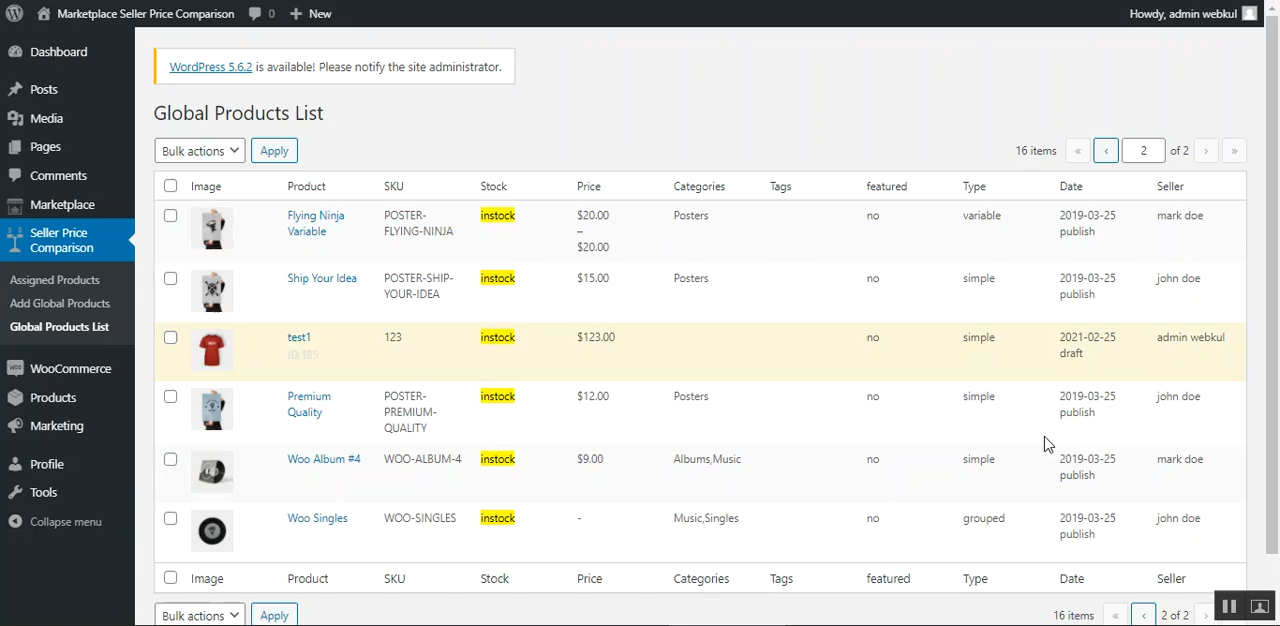 Marketplace Seller Price Comparison 0 New Howdy, admin webkul
Dashboard
Posts
Media
Pages
Comments
Marketplace
Seller Price
Comparison
Assigned Products
Add Global Products
Global Products List
WooCommerce
Products
Marketing
Profile
Tools
Collapse menu
WordPress 5.6.2 is available! Please notify the site administrator.
Global Products List
Bulk actions Apply 16 items « ‹ 2 of 2 › »
Image Product SKU Stock Price Categories Tags featured Type Date Seller
Flying Ninja POSTER- instock $20.00 Posters no variable 2019-03-25 mark doe
Variable FLYING-NINJA – publish
$20.00
Ship Your Idea POSTER-SHIP- instock $15.00 Posters no simple 2019-03-25 john doe
YOUR-IDEA publish
test1 123 instock $123.00 no simple 2021-02-25 admin webkul
ID:185 draft
Premium POSTER- instock $12.00 Posters no simple 2019-03-25 john doe
Quality PREMIUM- publish
QUALITY
Woo Album #4 WOO-ALBUM-4 instock $9.00 Albums,Music no simple 2019-03-25 mark doe
publish
Woo Singles WOO-SINGLES instock - Music,Singles no grouped 2019-03-25 john doe
publish
Image Product SKU Stock Price Categories Tags featured Type Date Seller
Bulk actions Apply 16 items « ‹ 2 of 2 ›